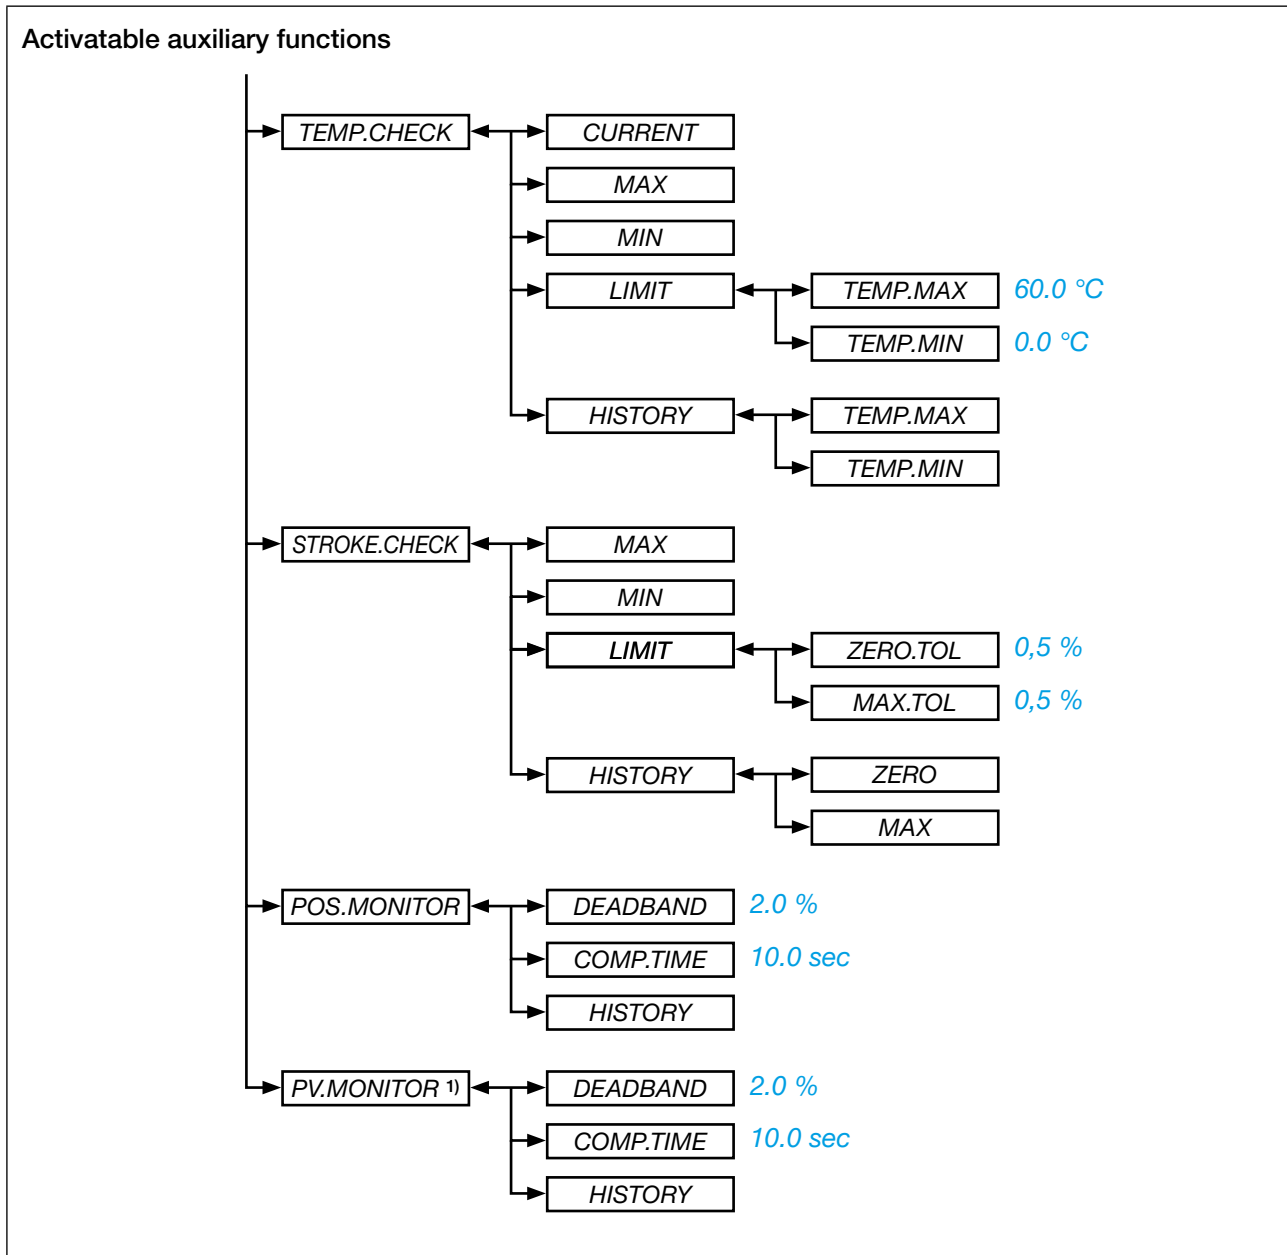 Activatable auxiliary functions
TEMP.CHECK
CURRENT
MAX
MIN
LIMIT
TEMP.MAX 60.0 °C
TEMP.MIN 0.0 °C
HISTORY
TEMP.MAX
TEMP.MIN
STROKE.CHECK
MAX
MIN
LIMIT
ZERO.TOL 0,5 %
MAX.TOL 0,5 %
HISTORY
ZERO
MAX
POS.MONITOR
DEADBAND 2.0 %
COMP.TIME 10.0 sec
HISTORY
PV.MONITOR 1)
DEADBAND 2.0 %
COMP.TIME 10.0 sec
HISTORY